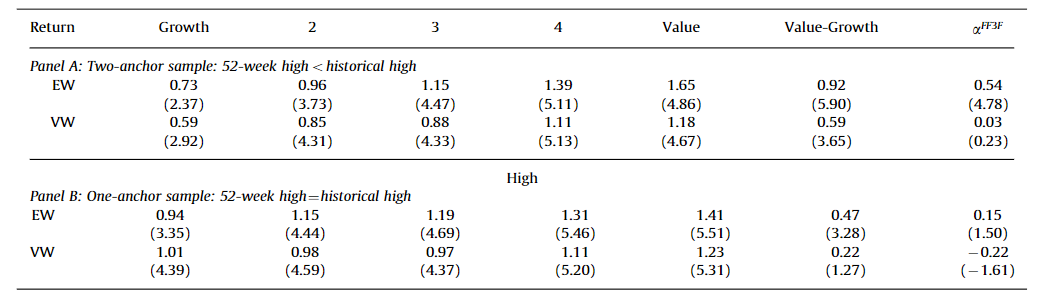 Return Growth 2 3 4 Value Value-Growth α^FF3F
Panel A: Two-anchor sample: 52-week high < historical high
EW 0.73 0.96 1.15 1.39 1.65 0.92 0.54
(2.37) (3.73) (4.47) (5.11) (4.86) (5.90) (4.78)
VW 0.59 0.85 0.88 1.11 1.18 0.59 0.03
(2.92) (4.31) (4.33) (5.13) (4.67) (3.65) (0.23)
High
Panel B: One-anchor sample: 52-week high=historical high
EW 0.94 1.15 1.19 1.31 1.41 0.47 0.15
(3.35) (4.44) (4.69) (5.46) (5.51) (3.28) (1.50)
VW 1.01 0.98 0.97 1.11 1.23 0.22 −0.22
(4.39) (4.59) (4.37) (5.20) (5.31) (1.27) (−1.61)